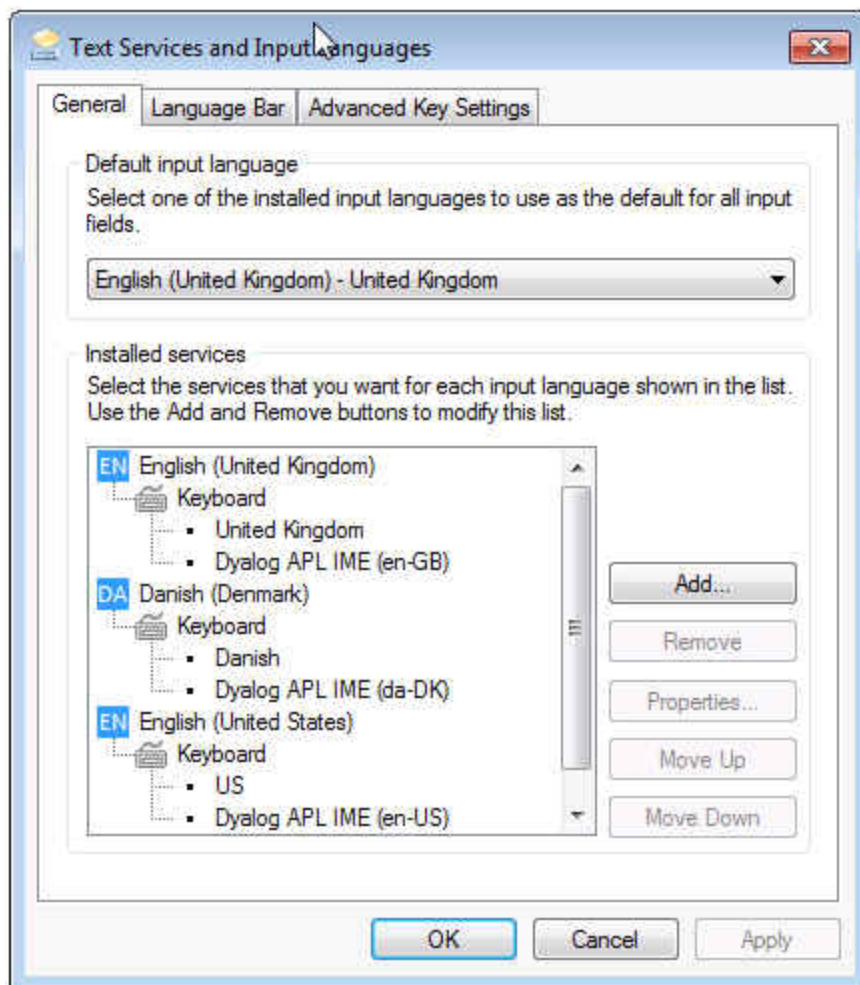 Text Services and Input Languages
General
Language Bar
Advanced Key Settings
Default input language
Select one of the installed input languages to use as the default for all input
fields.
English (United Kingdom) - United Kingdom
Installed services
Select the services that you want for each input language shown in the list.
Use the Add and Remove buttons to modify this list.
EN English (United Kingdom)
Keyboard
United Kingdom
Dyalog APL IME (en-GB)
DA Danish (Denmark)
Keyboard
Danish
Dyalog APL IME (da-DK)
EN English (United States)
Keyboard
US
Dyalog APL IME (en-US)
Add...
Remove
Properties...
Move Up
Move Down
OK
Cancel
Apply